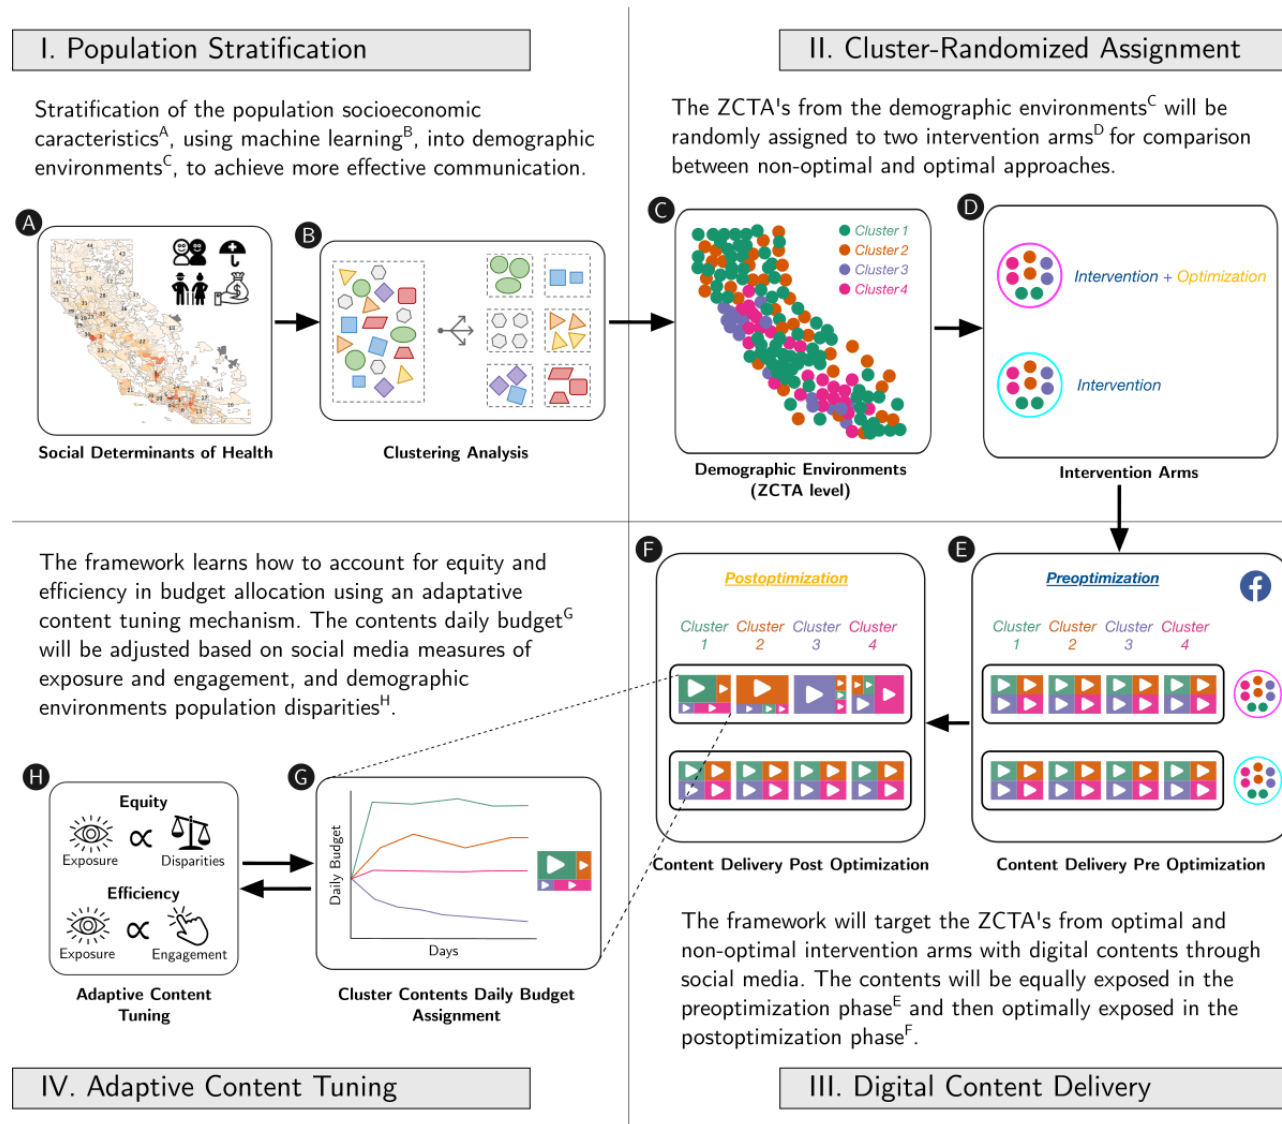 I. Population Stratification
Stratification of the population socioeconomic
caracteristicsA, using machine learningB, into demographic
environmentsC, to achieve more effective communication.
A
Social Determinants of Health
B
Clustering Analysis
II. Cluster-Randomized Assignment
The ZCTA's from the demographic environmentsC will be
randomly assigned to two intervention armsD for comparison
between non-optimal and optimal approaches.
C
Cluster 1
Cluster 2
Cluster 3
Cluster 4
Demographic Environments
(ZCTA level)
D
Intervention + Optimization
Intervention
Intervention Arms
E
Preoptimization
Cluster Cluster Cluster Cluster
1 2 3 4
Content Delivery Pre Optimization
F
Postoptimization
Cluster Cluster Cluster Cluster
1 2 3 4
Content Delivery Post Optimization
The framework will target the ZCTA's from optimal and
non-optimal intervention arms with digital contents through
social media. The contents will be equally exposed in the
preoptimization phaseE and then optimally exposed in the
postoptimization phaseF.
III. Digital Content Delivery
The framework learns how to account for equity and
efficiency in budget allocation using an adaptative
content tuning mechanism. The contents daily budgetG
will be adjusted based on social media measures of
exposure and engagement, and demographic
environments population disparitiesH.
G
Daily Budget
Days
Cluster Contents Daily Budget
Assignment
H
Equity
∝
Exposure Disparities
Efficiency
∝
Exposure Engagement
Adaptive Content
Tuning
IV. Adaptive Content Tuning